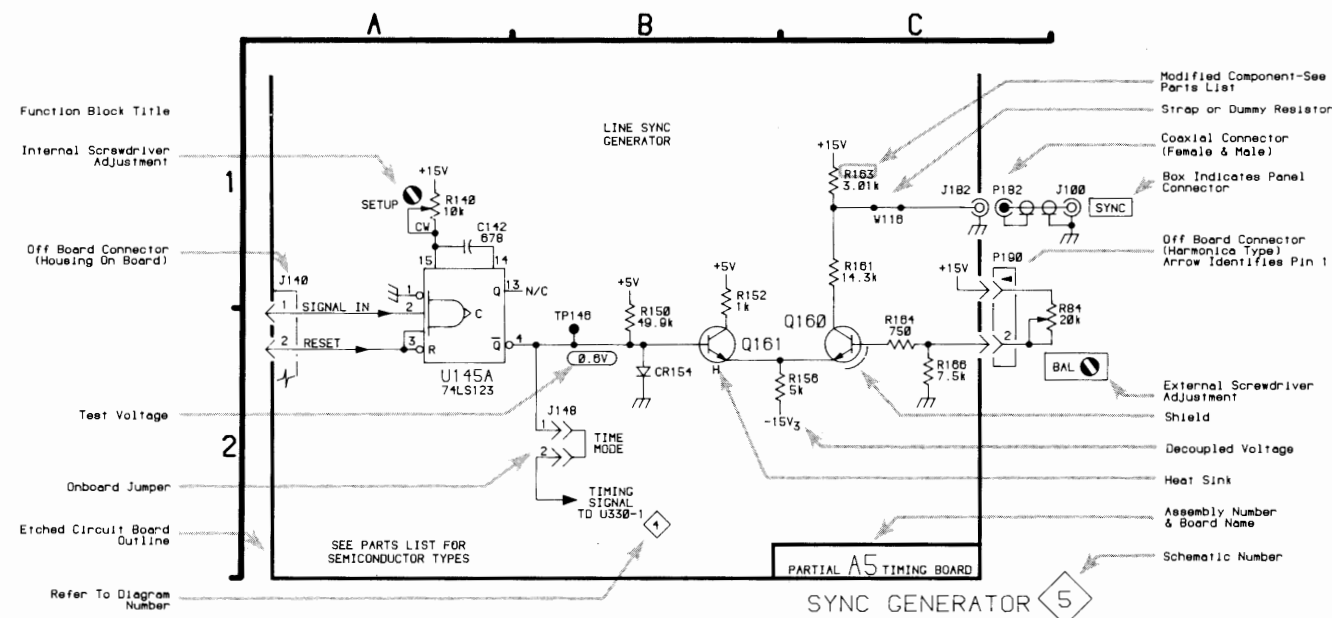 A
B
C
Function Block Title
Internal Screwdriver
Adjustment
Off Board Connector
(Housing On Board)
Test Voltage
Onboard Jumper
Etched Circuit Board
Outline
Refer To Diagram
Number
1
2
LINE SYNC
GENERATOR
+15V
SETUP
R140
10k
CW
C142
678
15
14
J140
1
SIGNAL IN
2
RESET
1
2
3
R
C
Q
13
N/C
Q
4
U145A
74LS123
TP146
0.6V
+5V
R150
49.9k
CR154
+5V
R152
1k
Q161
H
J148
1
2
TIME
MODE
TIMING
SIGNAL
TO U330-1
4
SEE PARTS LIST FOR
SEMICONDUCTOR TYPES
+15V
R163
3.01k
W116
R161
14.3k
Q160
R164
750
R156
5k
-15V3
R166
7.5k
J182
P182
J100
SYNC
+15V
P190
2
R84
20k
BAL
PARTIAL A5 TIMING BOARD
SYNC GENERATOR 5
Modified Component-See
Parts List
Strap or Dummy Resistor
Coaxial Connector
(Female & Male)
Box Indicates Panel
Connector
Off Board Connector
(Harmonica Type)
Arrow Identifies Pin 1
External Screwdriver
Adjustment
Shield
Decoupled Voltage
Heat Sink
Assembly Number
& Board Name
Schematic Number